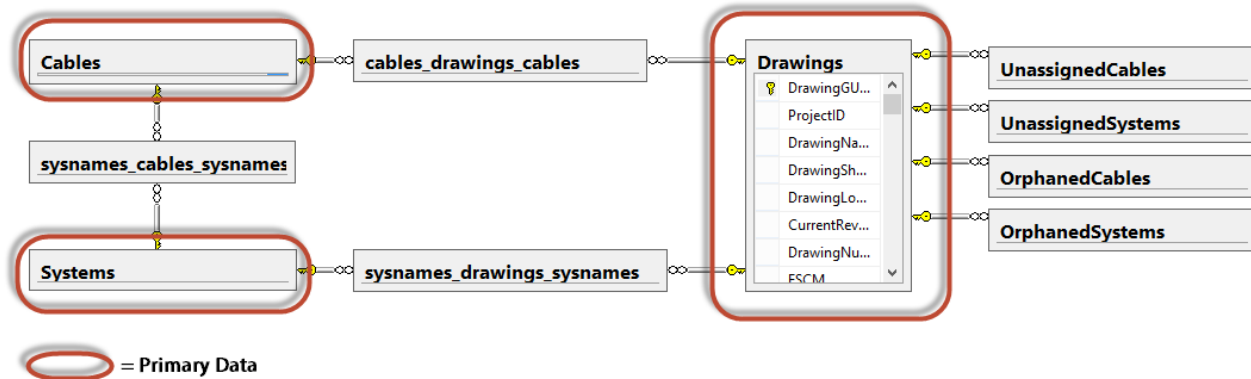 Cables
cables_drawings_cables
Drawings
DrawingGU...
ProjectID
DrawingNa...
DrawingSh...
DrawingLo...
CurrentRev...
DrawingNu...
FSCM
UnassignedCables
UnassignedSystems
OrphanedCables
OrphanedSystems
sysnames_cables_sysnames
Systems
sysnames_drawings_sysnames
= Primary Data